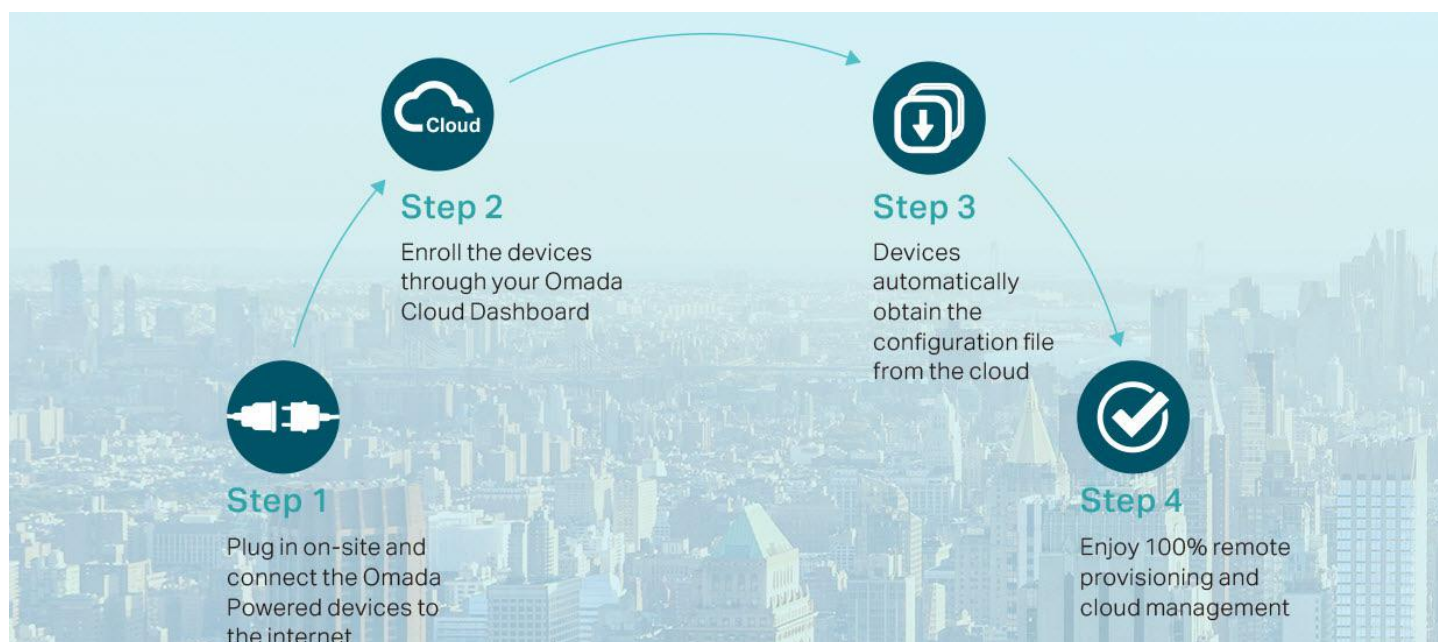 Cloud
Step 2
Enroll the devices
through your Omada
Cloud Dashboard
Step 3
Devices
automatically
obtain the
configuration file
from the cloud
Step 1
Plug in on-site and
connect the Omada
Powered devices to
the internet
Step 4
Enjoy 100% remote
provisioning and
cloud management